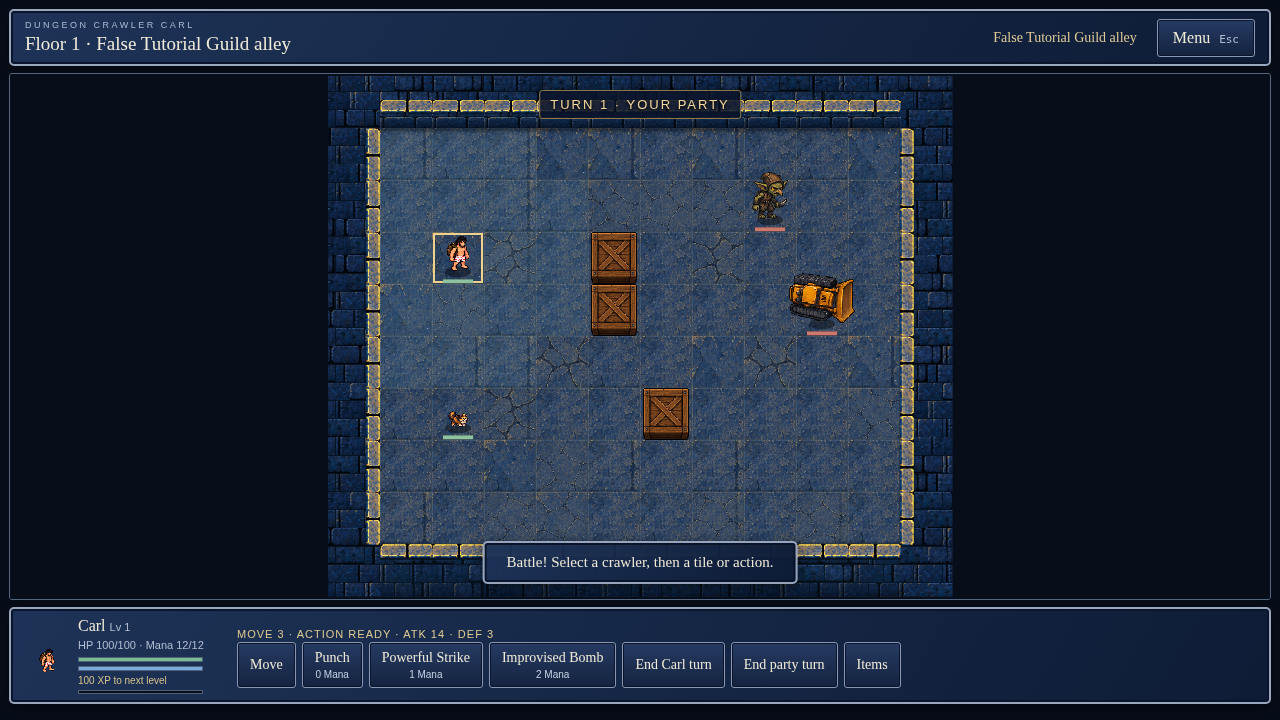 DUNGEON CRAWLER CARL
Floor 1 · False Tutorial Guild alley
False Tutorial Guild alley
Menu Esc
TURN 1 · YOUR PARTY
Battle! Select a crawler, then a tile or action.
Carl Lv 1
HP 100/100 · Mana 12/12
100 XP to next level
MOVE 3 · ACTION READY · ATK 14 · DEF 3
Move
Punch
0 Mana
Powerful Strike
1 Mana
Improvised Bomb
2 Mana
End Carl turn
End party turn
Items